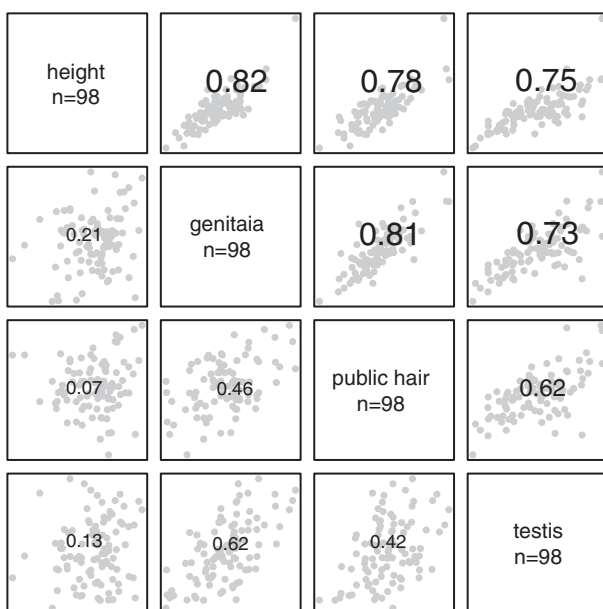 height
n=98
0.82
0.78
0.75
0.21
genitaia
n=98
0.81
0.73
0.07
0.46
public hair
n=98
0.62
0.13
0.62
0.42
testis
n=98